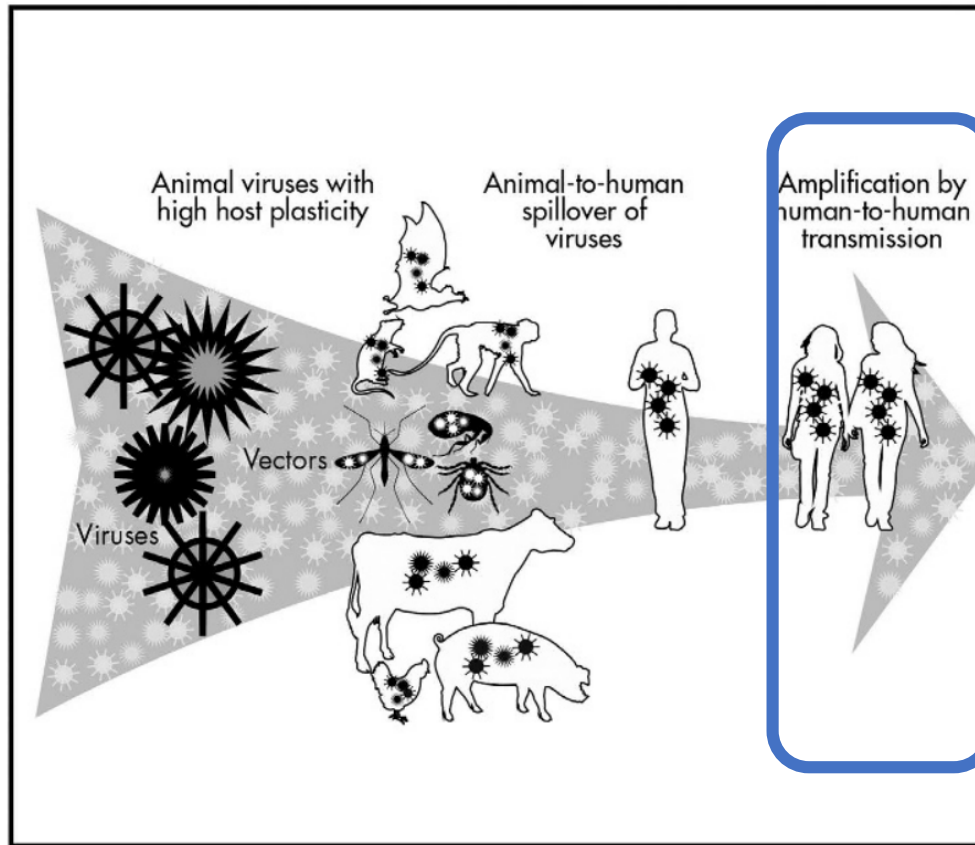 Animal viruses with
high host plasticity
Animal-to-human
spillover of
viruses
Amplification by
human-to-human
transmission
Vectors
Viruses